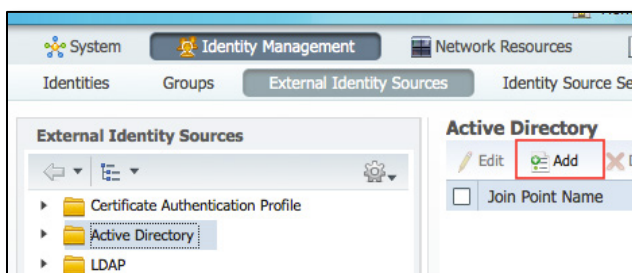 System Identity Management Network Resources
Identities Groups External Identity Sources Identity Source Se
External Identity Sources
Certificate Authentication Profile
Active Directory
LDAP
Active Directory
Edit Add
Join Point Name